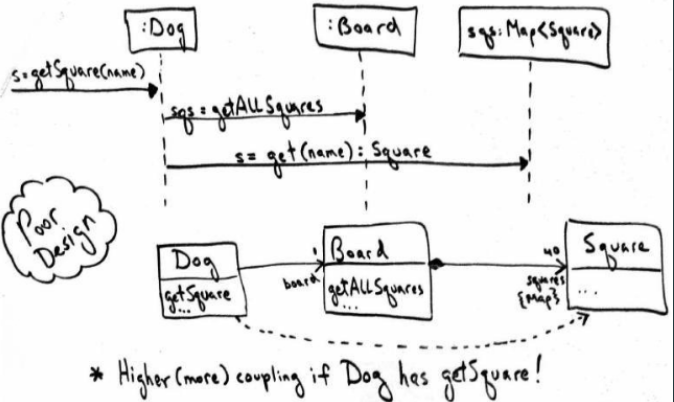 :Dog
:Board
sqs: Map<Square>
s=getSquare(name)
sqs = getAllSquares
s= get(name): Square
Poor
Design
Dog
getSquare
...
1
board
Board
getAllSquares
...
40
squares
{Map}
Square
...
* Higher (more) coupling if Dog has getSquare!